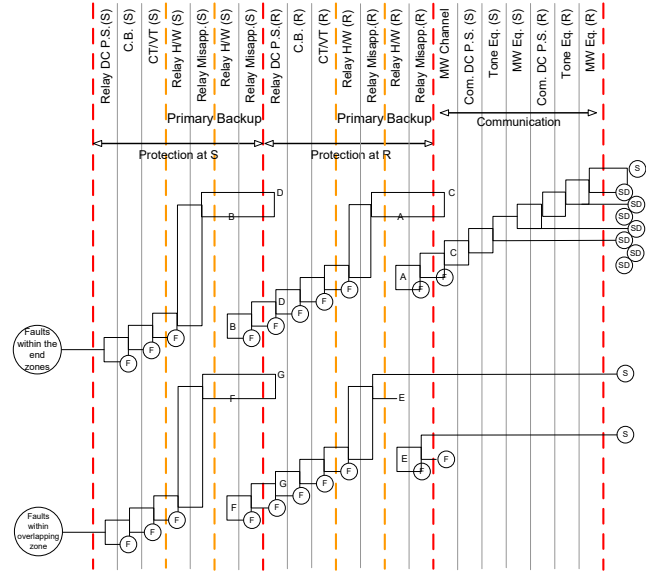 Relay DC P.S. (S)
C.B. (S)
CT/VT (S)
Relay H/W (S)
Relay Misapp.(S)
Relay H/W (S)
Relay Misapp.(S)
Relay DC P.S.(R)
C.B. (R)
CT/VT (R)
Relay H/W (R)
Relay Misapp.(R)
Relay H/W (R)
Relay Misapp.(R)
MW Channel
Com. DC P.S. (S)
Tone Eq. (S)
MW Eq. (S)
Com. DC P.S. (R)
Tone Eq. (R)
MW Eq. (R)
Primary Backup
Primary Backup
Communication
Protection at S
Protection at R
S
D
C
SD
SD
B
A
SD
SD
SD
C
SD
A
F
SD
F
D
F
F
F
F
B
F
F
F
Faults
within the
end
zones
F
F
F
G
S
F
E
S
E
F
F
F
G
F
F
F
F
F
F
F
Faults
within
overlapping
zone
F
F